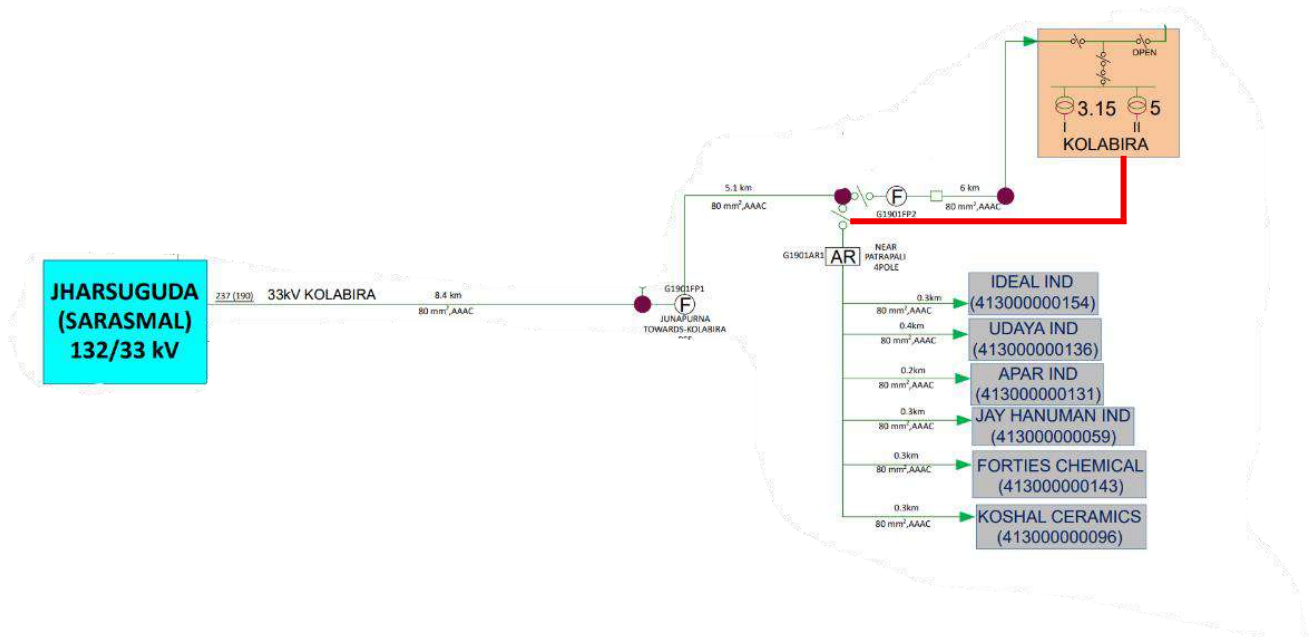 OPEN
3.15
5
I
II
KOLABIRA
5.1 km
80 mm²,AAAC
F
G1901FP2
6 km
80 mm²,AAAC
G1901AR1
AR
NEAR
PATRAPALI
4POLE
JHARSUGUDA
(SARASMAL)
132/33 kV
237 (190)
33kV KOLABIRA
8.4 km
80 mm²,AAAC
G1901FP1
F
JUNAPURNA
TOWARDS-KOLABIRA
0.3km
80 mm²,AAAC
IDEAL IND
(413000000154)
0.4km
80 mm²,AAAC
UDAYA IND
(413000000136)
0.2km
80 mm²,AAAC
APAR IND
(413000000131)
0.3km
80 mm²,AAAC
JAY HANUMAN IND
(413000000059)
0.3km
80 mm²,AAAC
FORTIES CHEMICAL
(413000000143)
0.3km
80 mm²,AAAC
KOSHAL CERAMICS
(413000000096)